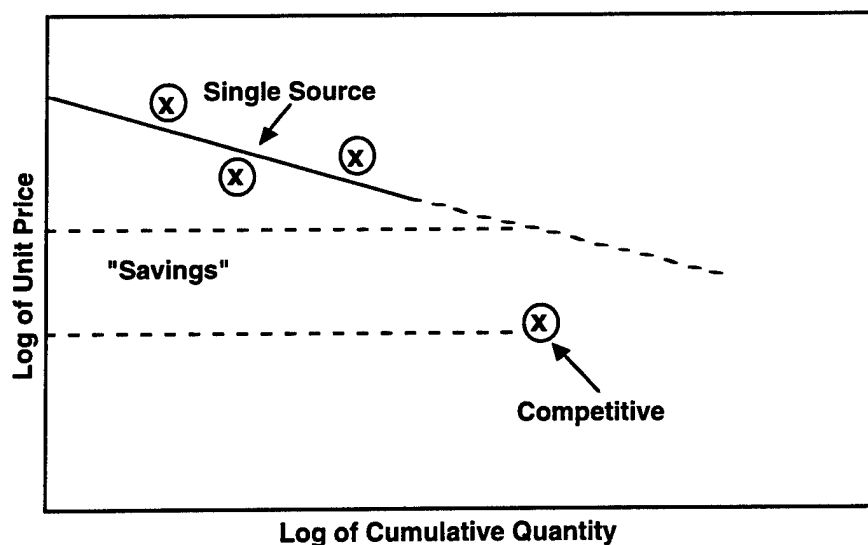 Single Source
X
X
X
"Savings"
X
Competitive
Log of Unit Price
Log of Cumulative Quantity